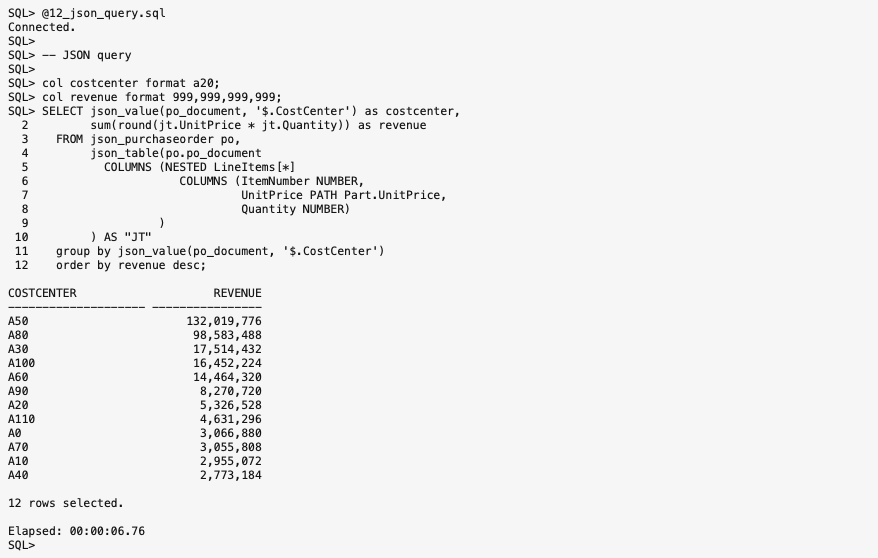 SQL> @12_json_query.sql
Connected.
SQL>
SQL> -- JSON query
SQL>
SQL> col costcenter format a20;
SQL> col revenue format 999,999,999,999;
SQL> SELECT json_value(po_document, '$.CostCenter') as costcenter,
  2         sum(round(jt.UnitPrice * jt.Quantity)) as revenue
  3    FROM json_purchaseorder po,
  4         json_table(po.po_document
  5           COLUMNS (NESTED LineItems[*]
  6                      COLUMNS (ItemNumber NUMBER,
  7                               UnitPrice PATH Part.UnitPrice,
  8                               Quantity NUMBER)
  9                   )
 10         ) AS "JT"
 11    group by json_value(po_document, '$.CostCenter')
 12    order by revenue desc;

COSTCENTER                    REVENUE
-------------------- ----------------
A50                       132,019,776
A80                        98,583,488
A30                        17,514,432
A100                       16,452,224
A60                        14,464,320
A90                         8,270,720
A20                         5,326,528
A110                        4,631,296
A0                          3,066,880
A70                         3,055,808
A10                         2,955,072
A40                         2,773,184

12 rows selected.

Elapsed: 00:00:06.76
SQL>